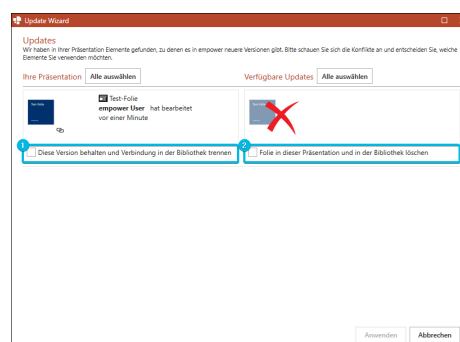 Update Wizard
Updates
Wir haben in Ihrer Präsentation Elemente gefunden, zu denen es in empower neuere Versionen gibt. Bitte schauen Sie sich die Konflikte an und entscheiden Sie, welche
Elemente Sie verwenden möchten.
Ihre Präsentation Alle auswählen Verfügbare Updates Alle auswählen
Test-Folie
Test-Folie
empower User hat bearbeitet
vor einer Minute
1 Diese Version behalten und Verbindung in der Bibliothek trennen
2 Folie in dieser Präsentation und in der Bibliothek löschen
Anwenden Abbrechen